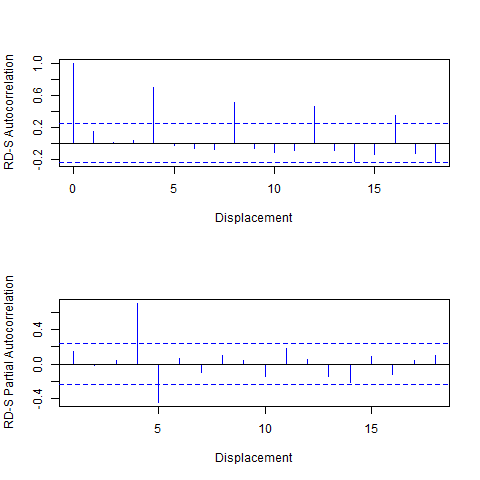 RD-S Autocorrelation
1.0
0.6
0.2
-0.2
0 5 10 15
Displacement
RD-S Partial Autocorrelation
0.4
0.0
-0.4
5 10 15
Displacement